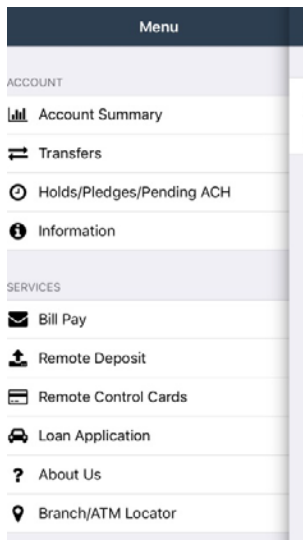 Menu
ACCOUNT
Account Summary
Transfers
Holds/Pledges/Pending ACH
Information
SERVICES
Bill Pay
Remote Deposit
Remote Control Cards
Loan Application
About Us
Branch/ATM Locator